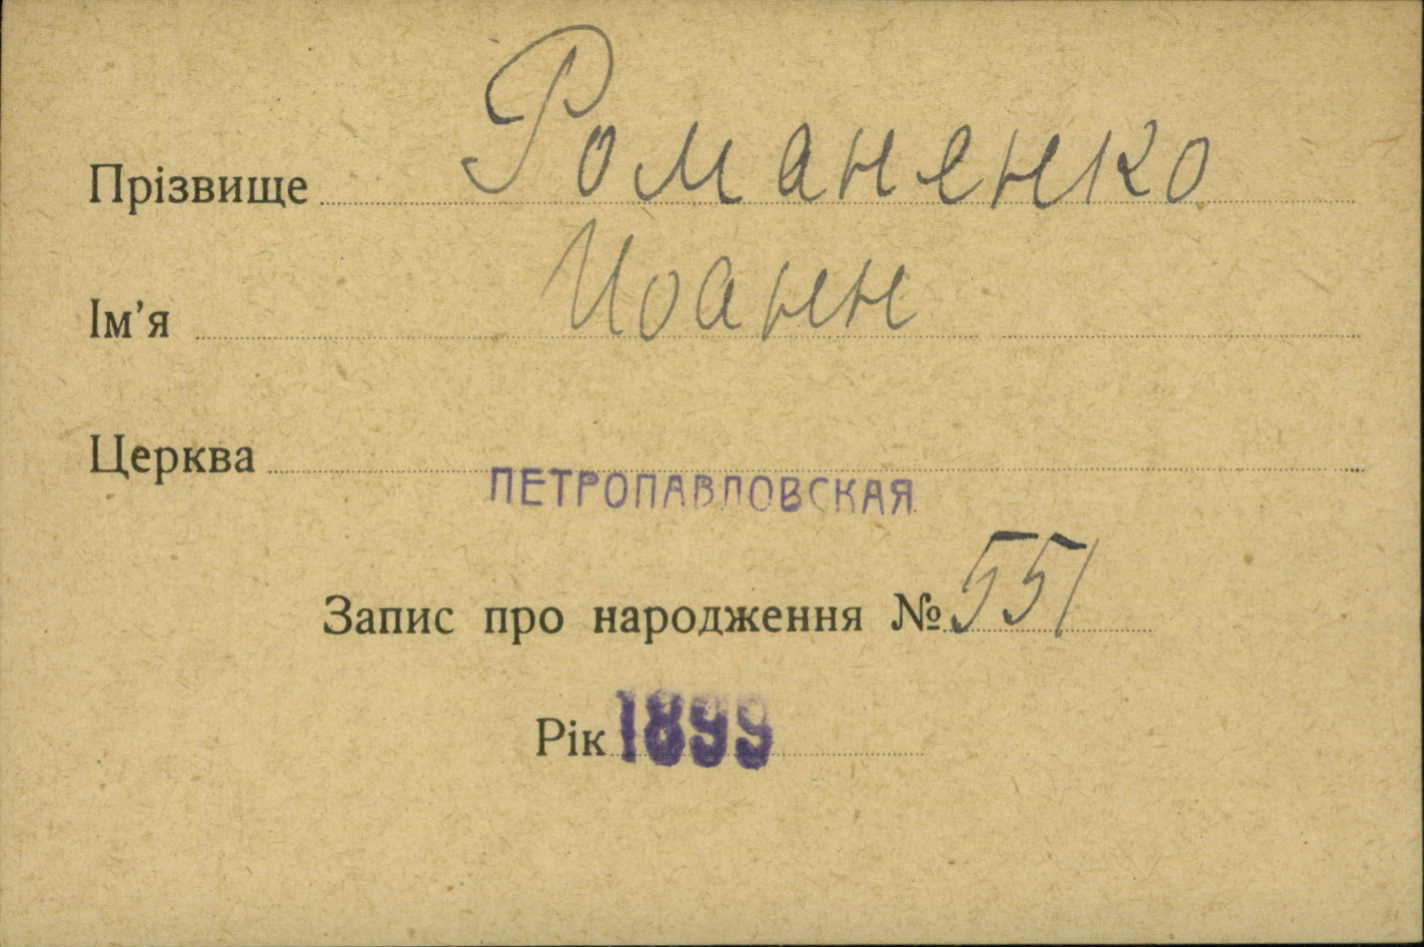 Прізвище Романенко
Ім'я Иоанн
Церква ПЕТРОПАВЛОВСКАЯ
Запис про народження № 551
Рік 1899